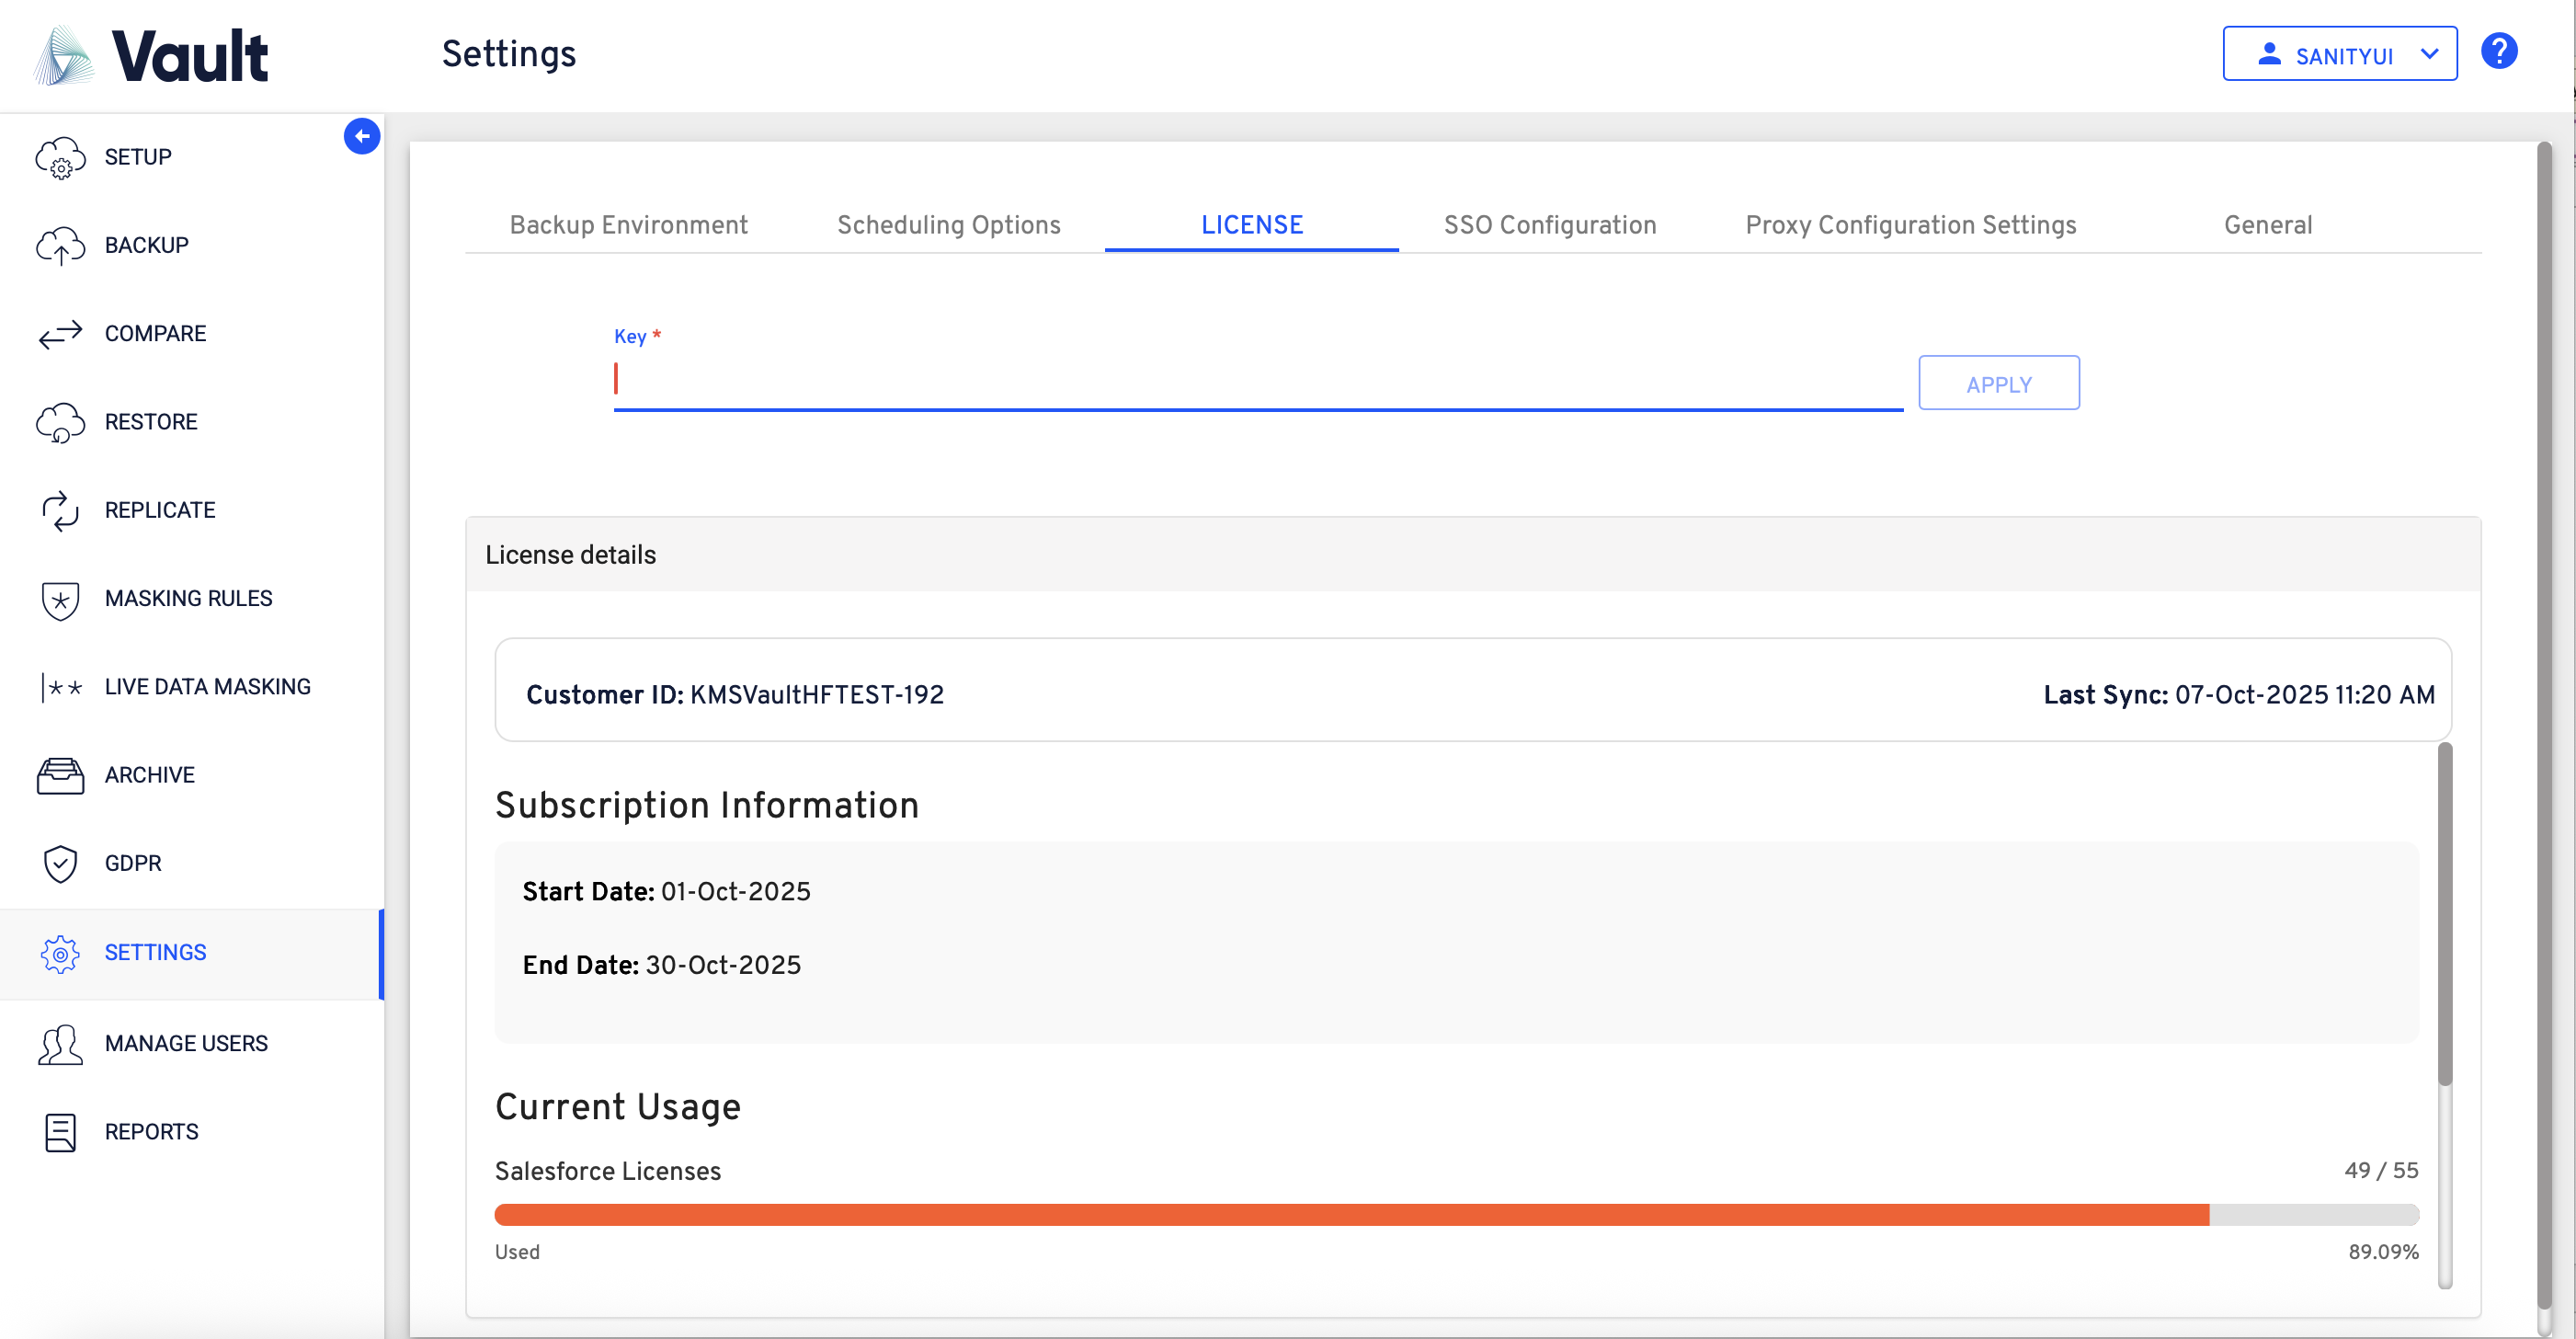 Vault
Settings
SANITYUI
?
SETUP
BACKUP
COMPARE
RESTORE
REPLICATE
MASKING RULES
LIVE DATA MASKING
ARCHIVE
GDPR
SETTINGS
MANAGE USERS
REPORTS
Backup Environment Scheduling Options LICENSE SSO Configuration Proxy Configuration Settings General
Key *
APPLY
License details
Customer ID: KMSVaultHFTEST-192 Last Sync: 07-Oct-2025 11:20 AM
Subscription Information
Start Date: 01-Oct-2025
End Date: 30-Oct-2025
Current Usage
Salesforce Licenses 49 / 55
Used 89.09%